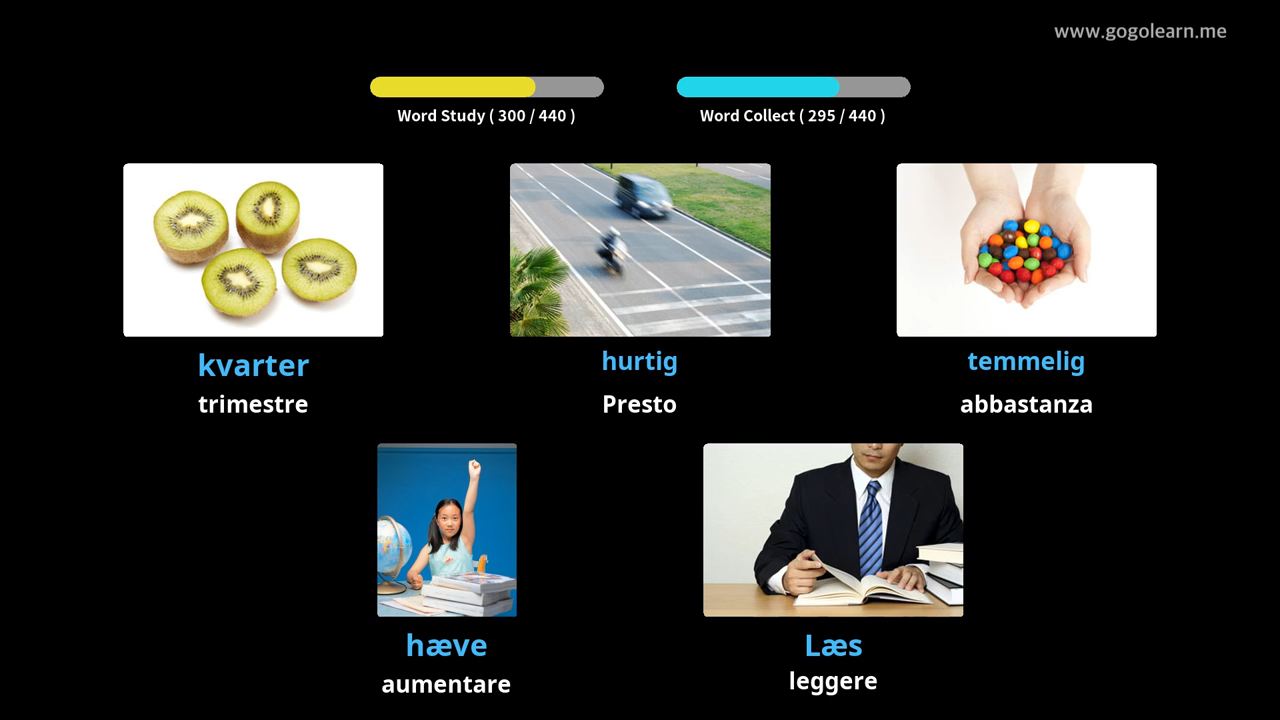 www.gogolearn.me
Word Study ( 300 / 440 )
Word Collect ( 295 / 440 )
kvarter
trimestre
hurtig
Presto
temmelig
abbastanza
hæve
aumentare
Læs
leggere